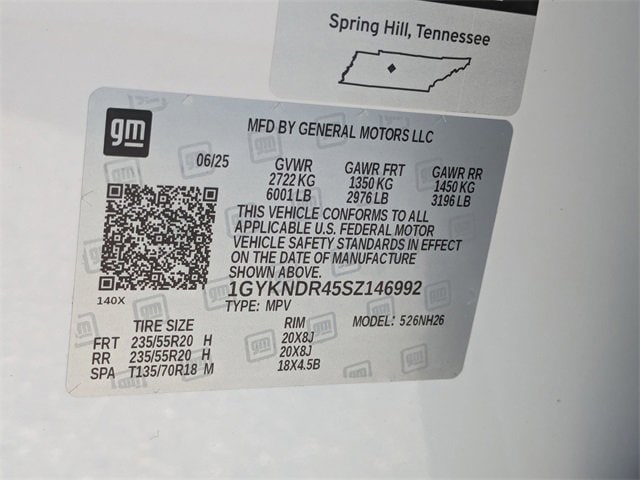 Spring Hill, Tennessee
gm
MFD BY GENERAL MOTORS LLC
06/25 GVWR GAWR FRT GAWR RR
2722 KG 1350 KG 1450 KG
6001 LB 2976 LB 3196 LB
THIS VEHICLE CONFORMS TO ALL
APPLICABLE U.S. FEDERAL MOTOR
VEHICLE SAFETY STANDARDS IN EFFECT
ON THE DATE OF MANUFACTURE
SHOWN ABOVE.
140X
1GYKNDR45SZ146992
TYPE: MPV
TIRE SIZE RIM MODEL: 526NH26
FRT 235/55R20 H 20X8J
RR 235/55R20 H 20X8J
SPA T135/70R18 M 18X4.5B